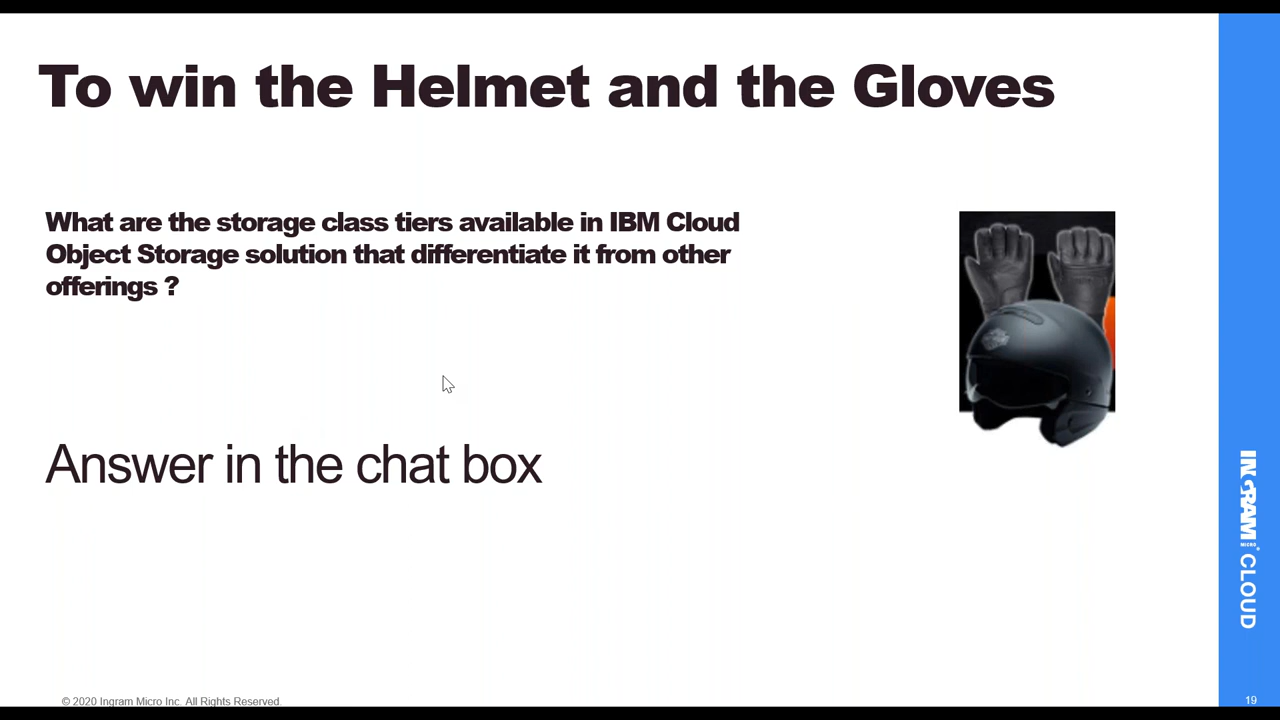 To win the Helmet and the Gloves
What are the storage class tiers available in IBM Cloud
Object Storage solution that differentiate it from other
offerings ?
Answer in the chat box
INGRAM
MICRO
CLOUD
© 2020 Ingram Micro Inc. All Rights Reserved.
19